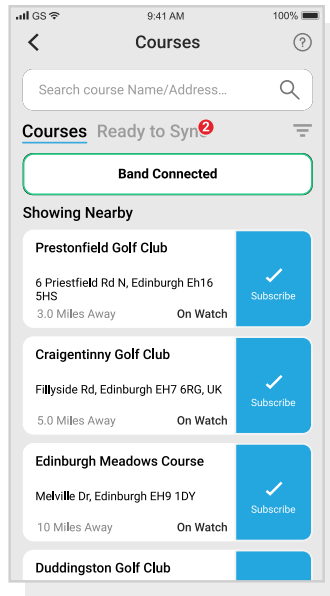 GS 9:41 AM 100%
Courses ?
Search course Name/Address...
Courses Ready to Sync 2
Band Connected
Showing Nearby
Prestonfield Golf Club
6 Priestfield Rd N, Edinburgh Eh16
5HS
3.0 Miles Away On Watch
Subscribe
Craigentinny Golf Club
Fillyside Rd, Edinburgh EH7 6RG, UK
5.0 Miles Away On Watch
Subscribe
Edinburgh Meadows Course
Melville Dr, Edinburgh EH9 1DY
10 Miles Away On Watch
Subscribe
Duddingston Golf Club